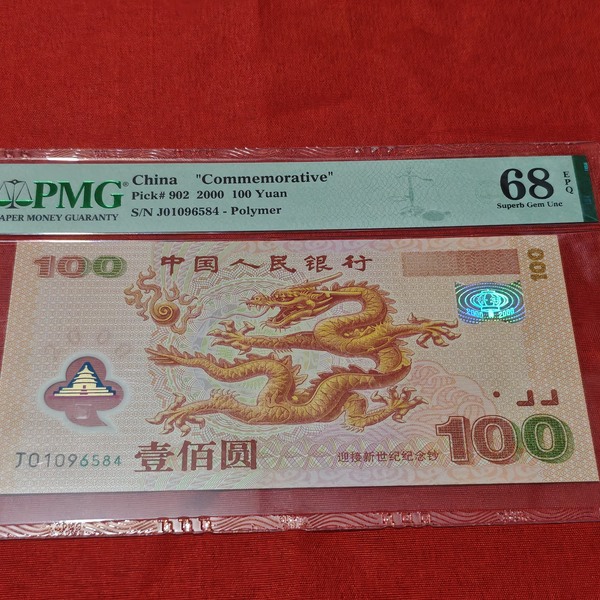 PMG
PAPER MONEY GUARANTY
China "Commemorative"
Pick# 902 2000 100 Yuan
S/N J01096584 - Polymer
68
EPQ
Superb Gem Unc
100
中国人民银行
100
2000
J01096584
壹佰圆
迎接新世纪纪念钞
100